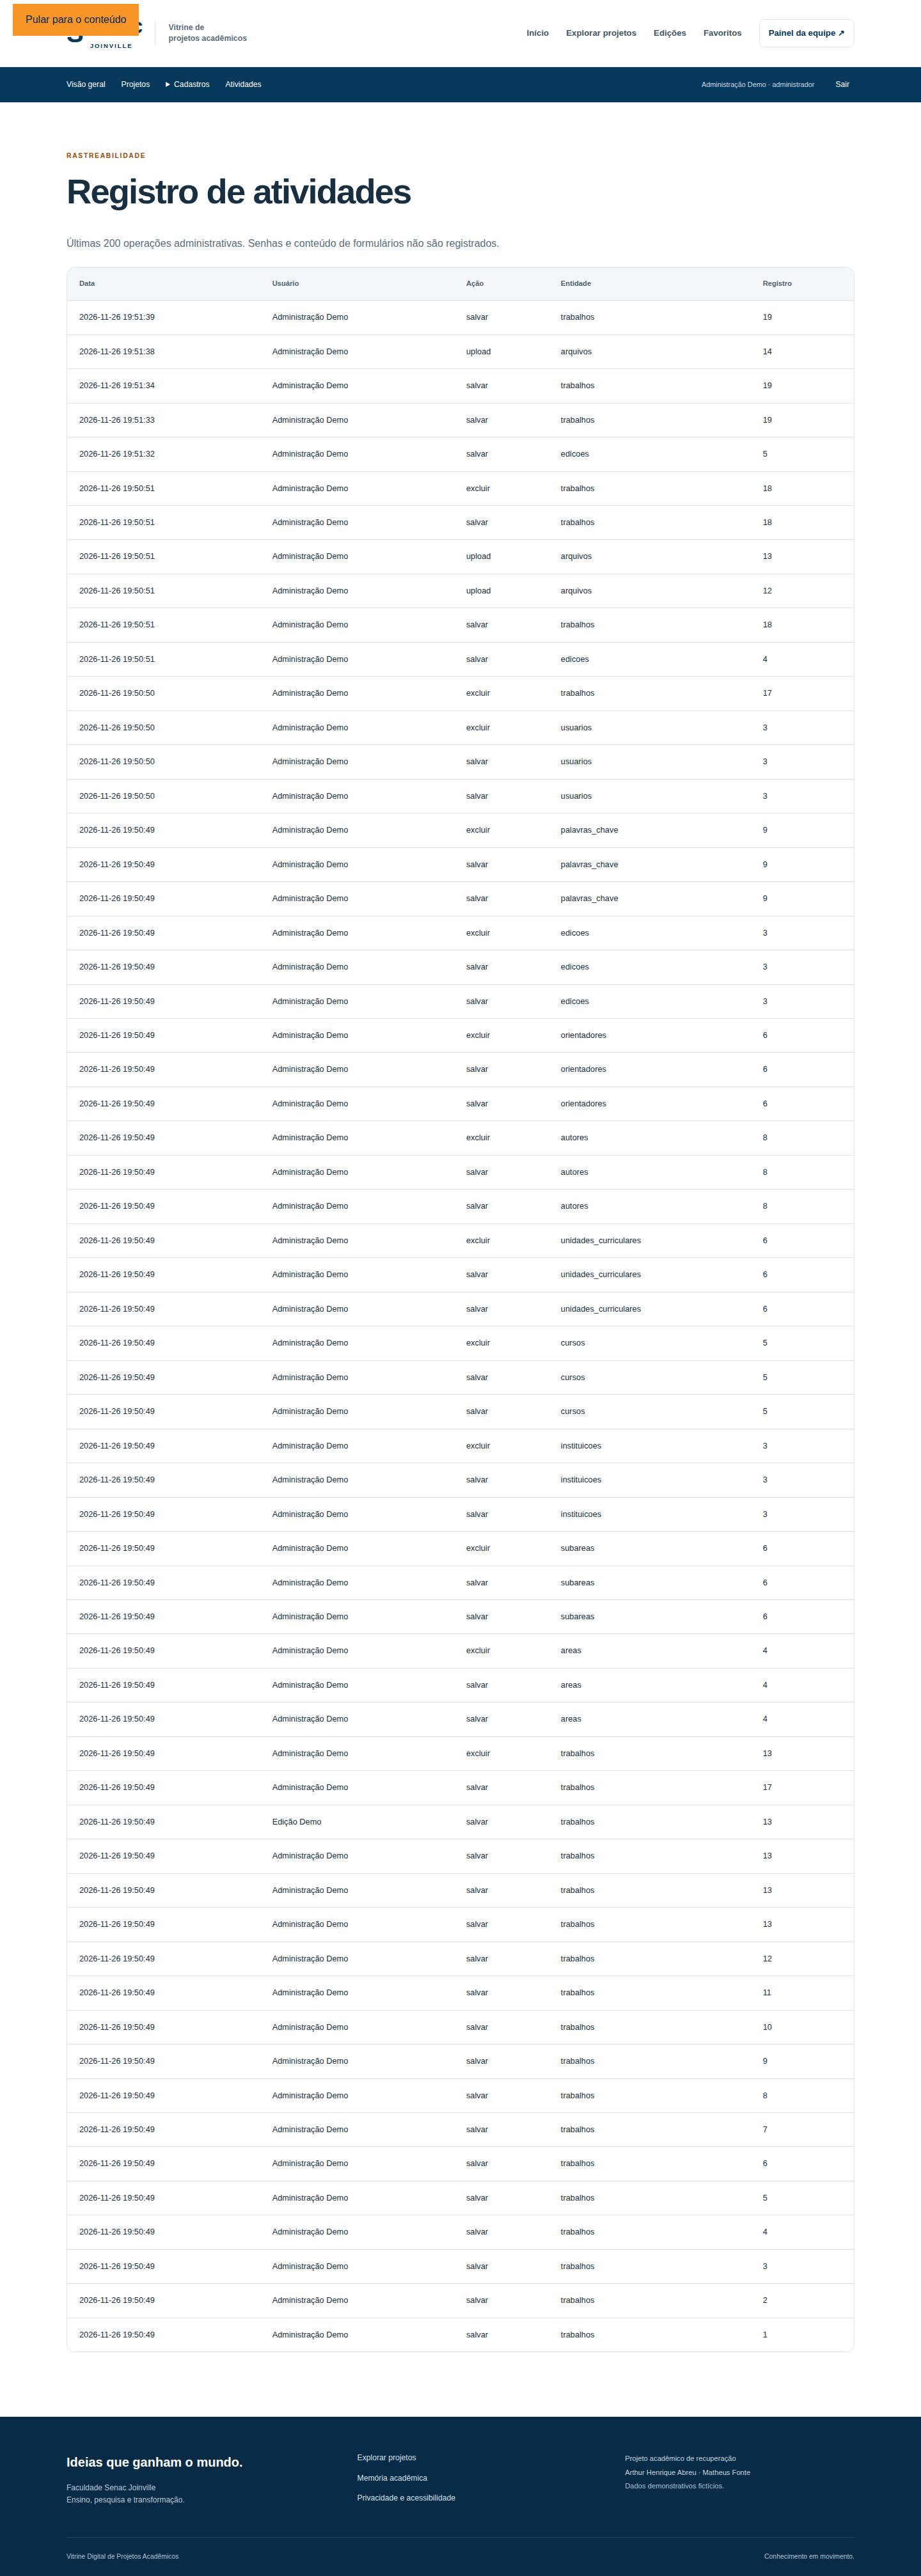 Pular para o conteúdo
JOINVILLE
Vitrine de
projetos acadêmicos
Início Explorar projetos Edições Favoritos Painel da equipe ↗
Visão geral Projetos ▶ Cadastros Atividades Administração Demo · administrador Sair
RASTREABILIDADE
Registro de atividades
Últimas 200 operações administrativas. Senhas e conteúdo de formulários não são registrados.
Data Usuário Ação Entidade Registro
2026-11-26 19:51:39 Administração Demo salvar trabalhos 19
2026-11-26 19:51:38 Administração Demo upload arquivos 14
2026-11-26 19:51:34 Administração Demo salvar trabalhos 19
2026-11-26 19:51:33 Administração Demo salvar trabalhos 19
2026-11-26 19:51:32 Administração Demo salvar edicoes 5
2026-11-26 19:50:51 Administração Demo excluir trabalhos 18
2026-11-26 19:50:51 Administração Demo salvar trabalhos 18
2026-11-26 19:50:51 Administração Demo upload arquivos 13
2026-11-26 19:50:51 Administração Demo upload arquivos 12
2026-11-26 19:50:51 Administração Demo salvar trabalhos 18
2026-11-26 19:50:51 Administração Demo salvar edicoes 4
2026-11-26 19:50:50 Administração Demo excluir trabalhos 17
2026-11-26 19:50:50 Administração Demo excluir usuarios 3
2026-11-26 19:50:50 Administração Demo salvar usuarios 3
2026-11-26 19:50:50 Administração Demo salvar usuarios 3
2026-11-26 19:50:49 Administração Demo excluir palavras_chave 9
2026-11-26 19:50:49 Administração Demo salvar palavras_chave 9
2026-11-26 19:50:49 Administração Demo salvar palavras_chave 9
2026-11-26 19:50:49 Administração Demo excluir edicoes 3
2026-11-26 19:50:49 Administração Demo salvar edicoes 3
2026-11-26 19:50:49 Administração Demo salvar edicoes 3
2026-11-26 19:50:49 Administração Demo excluir orientadores 6
2026-11-26 19:50:49 Administração Demo salvar orientadores 6
2026-11-26 19:50:49 Administração Demo salvar orientadores 6
2026-11-26 19:50:49 Administração Demo excluir autores 8
2026-11-26 19:50:49 Administração Demo salvar autores 8
2026-11-26 19:50:49 Administração Demo salvar autores 8
2026-11-26 19:50:49 Administração Demo excluir unidades_curriculares 6
2026-11-26 19:50:49 Administração Demo salvar unidades_curriculares 6
2026-11-26 19:50:49 Administração Demo salvar unidades_curriculares 6
2026-11-26 19:50:49 Administração Demo excluir cursos 5
2026-11-26 19:50:49 Administração Demo salvar cursos 5
2026-11-26 19:50:49 Administração Demo salvar cursos 5
2026-11-26 19:50:49 Administração Demo excluir instituicoes 3
2026-11-26 19:50:49 Administração Demo salvar instituicoes 3
2026-11-26 19:50:49 Administração Demo salvar instituicoes 3
2026-11-26 19:50:49 Administração Demo excluir subareas 6
2026-11-26 19:50:49 Administração Demo salvar subareas 6
2026-11-26 19:50:49 Administração Demo salvar subareas 6
2026-11-26 19:50:49 Administração Demo excluir areas 4
2026-11-26 19:50:49 Administração Demo salvar areas 4
2026-11-26 19:50:49 Administração Demo salvar areas 4
2026-11-26 19:50:49 Administração Demo excluir trabalhos 13
2026-11-26 19:50:49 Administração Demo salvar trabalhos 17
2026-11-26 19:50:49 Edição Demo salvar trabalhos 13
2026-11-26 19:50:49 Administração Demo salvar trabalhos 13
2026-11-26 19:50:49 Administração Demo salvar trabalhos 13
2026-11-26 19:50:49 Administração Demo salvar trabalhos 13
2026-11-26 19:50:49 Administração Demo salvar trabalhos 12
2026-11-26 19:50:49 Administração Demo salvar trabalhos 11
2026-11-26 19:50:49 Administração Demo salvar trabalhos 10
2026-11-26 19:50:49 Administração Demo salvar trabalhos 9
2026-11-26 19:50:49 Administração Demo salvar trabalhos 8
2026-11-26 19:50:49 Administração Demo salvar trabalhos 7
2026-11-26 19:50:49 Administração Demo salvar trabalhos 6
2026-11-26 19:50:49 Administração Demo salvar trabalhos 5
2026-11-26 19:50:49 Administração Demo salvar trabalhos 4
2026-11-26 19:50:49 Administração Demo salvar trabalhos 3
2026-11-26 19:50:49 Administração Demo salvar trabalhos 2
2026-11-26 19:50:49 Administração Demo salvar trabalhos 1
Ideias que ganham o mundo.
Faculdade Senac Joinville
Ensino, pesquisa e transformação.
Explorar projetos
Memória acadêmica
Privacidade e acessibilidade
Projeto acadêmico de recuperação
Arthur Henrique Abreu · Matheus Fonte
Dados demonstrativos fictícios.
Vitrine Digital de Projetos Acadêmicos Conhecimento em movimento.